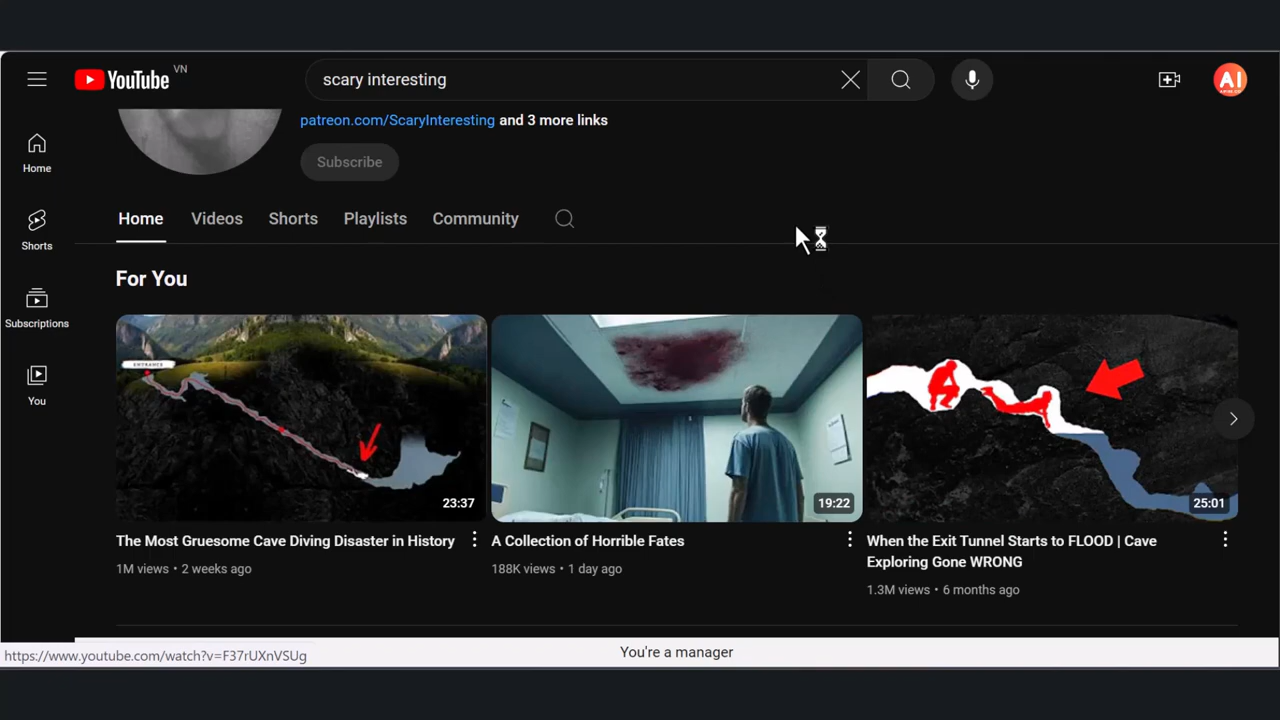 YouTube VN
scary interesting
AI
patreon.com/ScaryInteresting and 3 more links
Subscribe
Home
Shorts
Subscriptions
You
Home Videos Shorts Playlists Community
For You
ENTRANCE
23:37
19:22
25:01
The Most Gruesome Cave Diving Disaster in History
1M views • 2 weeks ago
A Collection of Horrible Fates
188K views • 1 day ago
When the Exit Tunnel Starts to FLOOD | Cave
Exploring Gone WRONG
1.3M views • 6 months ago
https://www.youtube.com/watch?v=F37rUXnVSUg
You're a manager